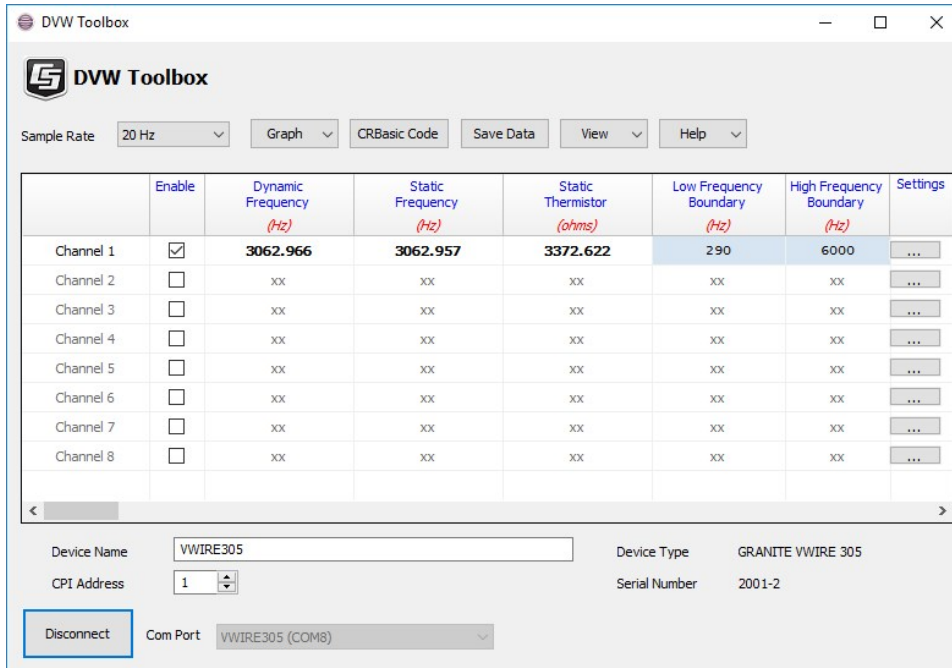 DVW Toolbox
DVW Toolbox
Sample Rate 20 Hz Graph CRBasic Code Save Data View Help
Enable Dynamic Frequency (Hz) Static Frequency (Hz) Static Thermistor (ohms) Low Frequency Boundary (Hz) High Frequency Boundary (Hz) Settings
Channel 1 3062.966 3062.957 3372.622 290 6000 ...
Channel 2 xx xx xx xx xx ...
Channel 3 xx xx xx xx xx ...
Channel 4 xx xx xx xx xx ...
Channel 5 xx xx xx xx xx ...
Channel 6 xx xx xx xx xx ...
Channel 7 xx xx xx xx xx ...
Channel 8 xx xx xx xx xx ...
Device Name VWIRE305 Device Type GRANITE VWIRE 305
CPI Address 1 Serial Number 2001-2
Disconnect Com Port VWIRE305 (COM8)